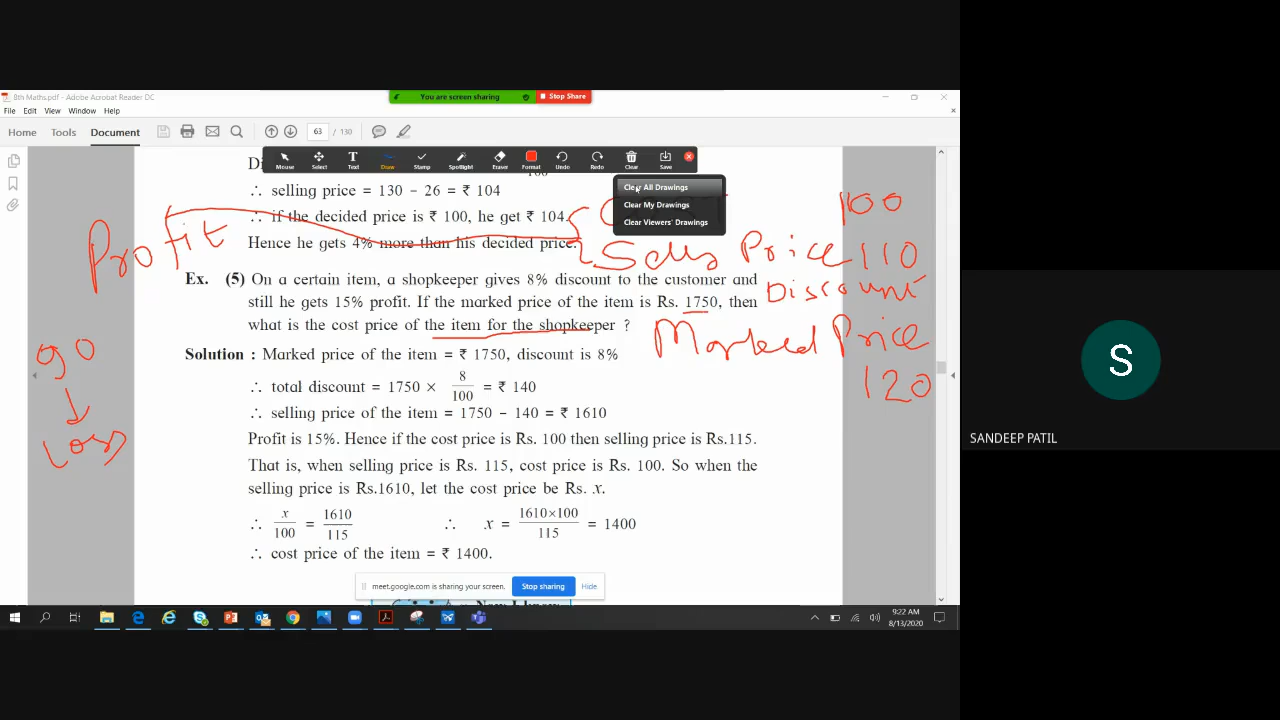 8th Maths.pdf - Adobe Acrobat Reader DC
You are screen sharing Stop Share
File Edit View Window Help
Home Tools Document 63 / 130
Mouse Select Text Draw Stamp Spotlight Eraser Format Undo Redo Clear Save
Clear All Drawings
Clear My Drawings
Clear Viewers' Drawings
∴ selling price = 130 - 26 = ₹ 104
∴ if the decided price is ₹ 100, he get ₹ 104.
Hence he gets 4% more than his decided price.
Profit
100
Sells Price 110
Discount
Marked Price
120
90
Loss
Ex. (5) On a certain item, a shopkeeper gives 8% discount to the customer and
still he gets 15% profit. If the marked price of the item is Rs. 1750, then
what is the cost price of the item for the shopkeeper ?
Solution : Marked price of the item = ₹ 1750, discount is 8%
∴ total discount = 1750 × 8/100 = ₹ 140
∴ selling price of the item = 1750 - 140 = ₹ 1610
Profit is 15%. Hence if the cost price is Rs. 100 then selling price is Rs.115.
That is, when selling price is Rs. 115, cost price is Rs. 100. So when the
selling price is Rs.1610, let the cost price be Rs. x.
∴ x/100 = 1610/115 ∴ x = 1610×100/115 = 1400
∴ cost price of the item = ₹ 1400.
meet.google.com is sharing your screen. Stop sharing Hide
9:22 AM
8/13/2020
S
SANDEEP PATIL